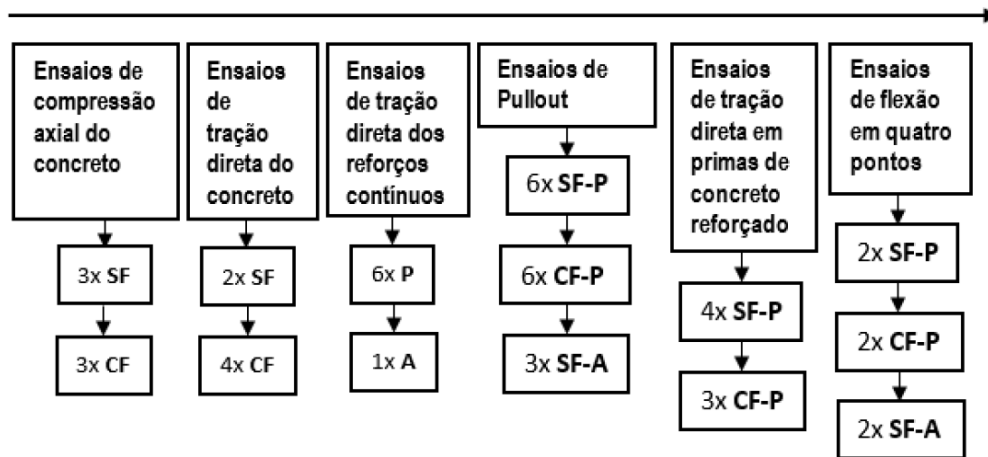 Ensaios de
compressão
axial do
concreto
3x SF
3x CF
Ensaios
de
tração
direta do
concreto
2x SF
4x CF
Ensaios
de tração
direta dos
reforços
contínuos
6x P
1x A
Ensaios de
Pullout
6x SF-P
6x CF-P
3x SF-A
Ensaios
de tração
direta em
primas de
concreto
reforçado
4x SF-P
3x CF-P
Ensaios
de flexão
em quatro
pontos
2x SF-P
2x CF-P
2x SF-A